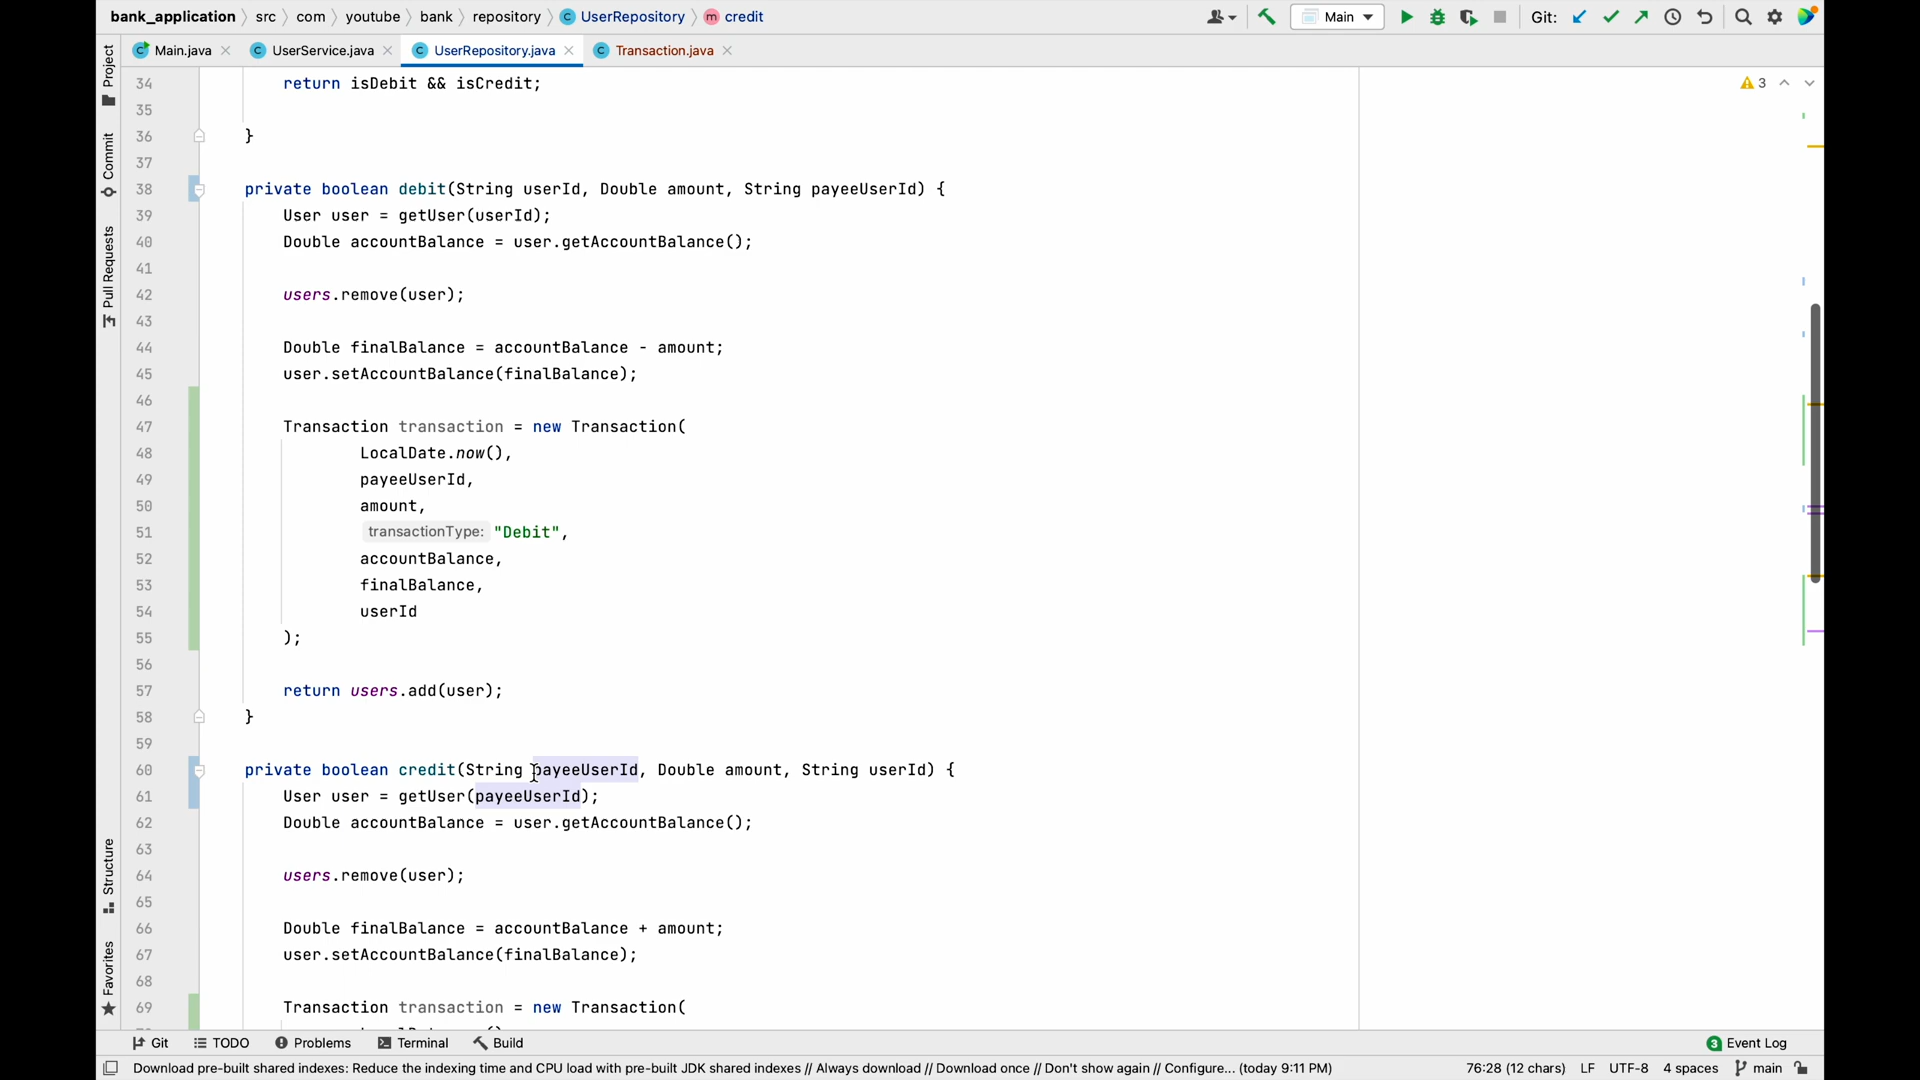 bank_application src com youtube bank repository UserRepository credit Main Git:
Main.java UserService.java UserRepository.java Transaction.java
Project
Commit
Pull Requests
Structure
Favorites
3
34 return isDebit && isCredit;
35
36 }
37
38 private boolean debit(String userId, Double amount, String payeeUserId) {
39 User user = getUser(userId);
40 Double accountBalance = user.getAccountBalance();
41
42 users.remove(user);
43
44 Double finalBalance = accountBalance - amount;
45 user.setAccountBalance(finalBalance);
46
47 Transaction transaction = new Transaction(
48 LocalDate.now(),
49 payeeUserId,
50 amount,
51 transactionType: "Debit",
52 accountBalance,
53 finalBalance,
54 userId
55 );
56
57 return users.add(user);
58 }
59
60 private boolean credit(String payeeUserId, Double amount, String userId) {
61 User user = getUser(payeeUserId);
62 Double accountBalance = user.getAccountBalance();
63
64 users.remove(user);
65
66 Double finalBalance = accountBalance + amount;
67 user.setAccountBalance(finalBalance);
68
69 Transaction transaction = new Transaction(
Git TODO Problems Terminal Build 3 Event Log
Download pre-built shared indexes: Reduce the indexing time and CPU load with pre-built JDK shared indexes // Always download // Download once // Don't show again // Configure... (today 9:11 PM) 76:28 (12 chars) LF UTF-8 4 spaces main